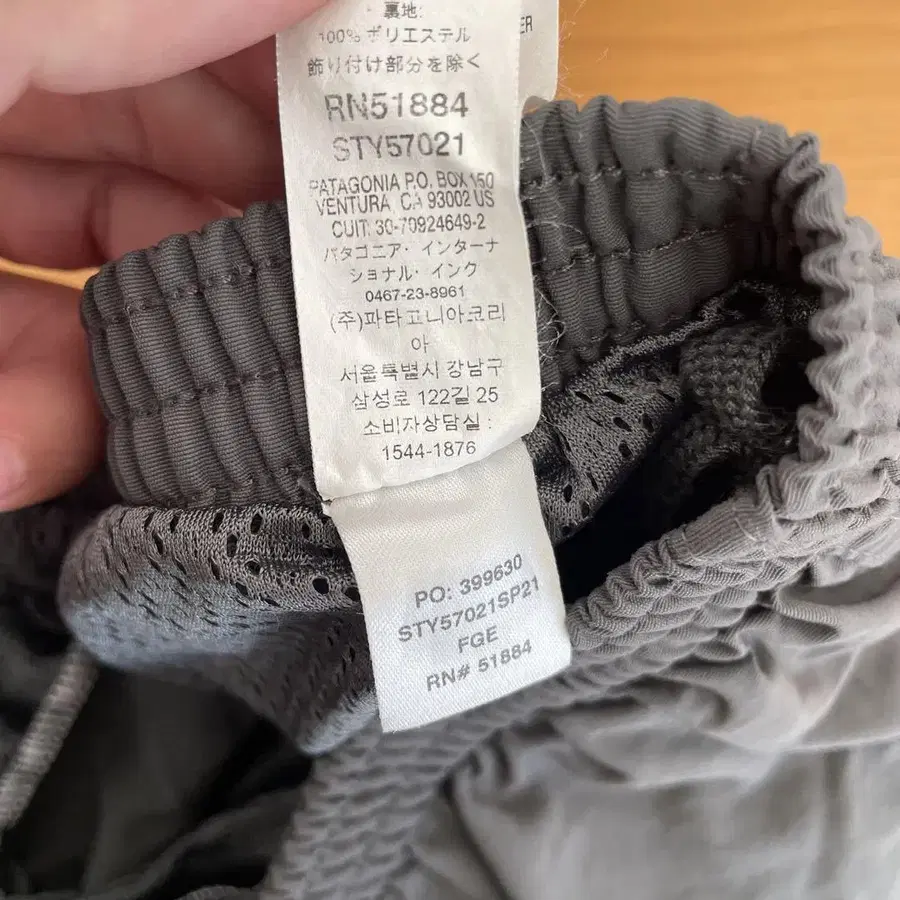 裏地:
100% ポリエステル
飾り付け部分を除く
RN51884
STY57021
PATAGONIA P.O. BOX 150
VENTURA, CA 93002 US
CUIT: 30-70924649-2
パタゴニア・インターナ
ショナル・インク
0467-23-8961
(주)파타고니아코리
아
서울특별시 강남구
삼성로 122길 25
소비자상담실 :
1544-1876
PO: 399630
STY57021SP21
FGE
RN# 51884